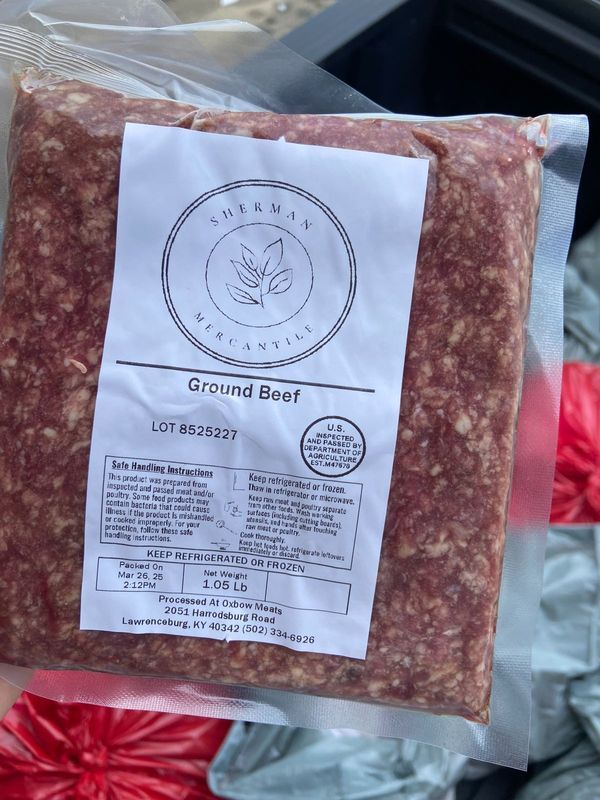 SHERMAN
MERCANTILE
Ground Beef
LOT 8525227
U.S.
INSPECTED
AND PASSED BY
DEPARTMENT OF
AGRICULTURE
EST.M47670
Safe Handling Instructions
This product was prepared from
inspected and passed meat and/or
poultry. Some food products may
contain bacteria that could cause
illness if the product is mishandled
or cooked improperly. For your
protection, follow these safe
handling instructions.
Keep refrigerated or frozen.
Thaw in refrigerator or microwave.
Keep raw meat and poultry separate
from other foods. Wash working
surfaces (including cutting boards),
utensils, and hands after touching
raw meat or poultry.
Cook thoroughly.
Keep hot foods hot. refrigerate leftovers
immediately or discard.
KEEP REFRIGERATED OR FROZEN
Packed On
Mar 26, 25
2:12PM
Net Weight
1.05 Lb
Processed At Oxbow Meats
2051 Harrodsburg Road
Lawrenceburg, KY 40342 (502) 334-6926